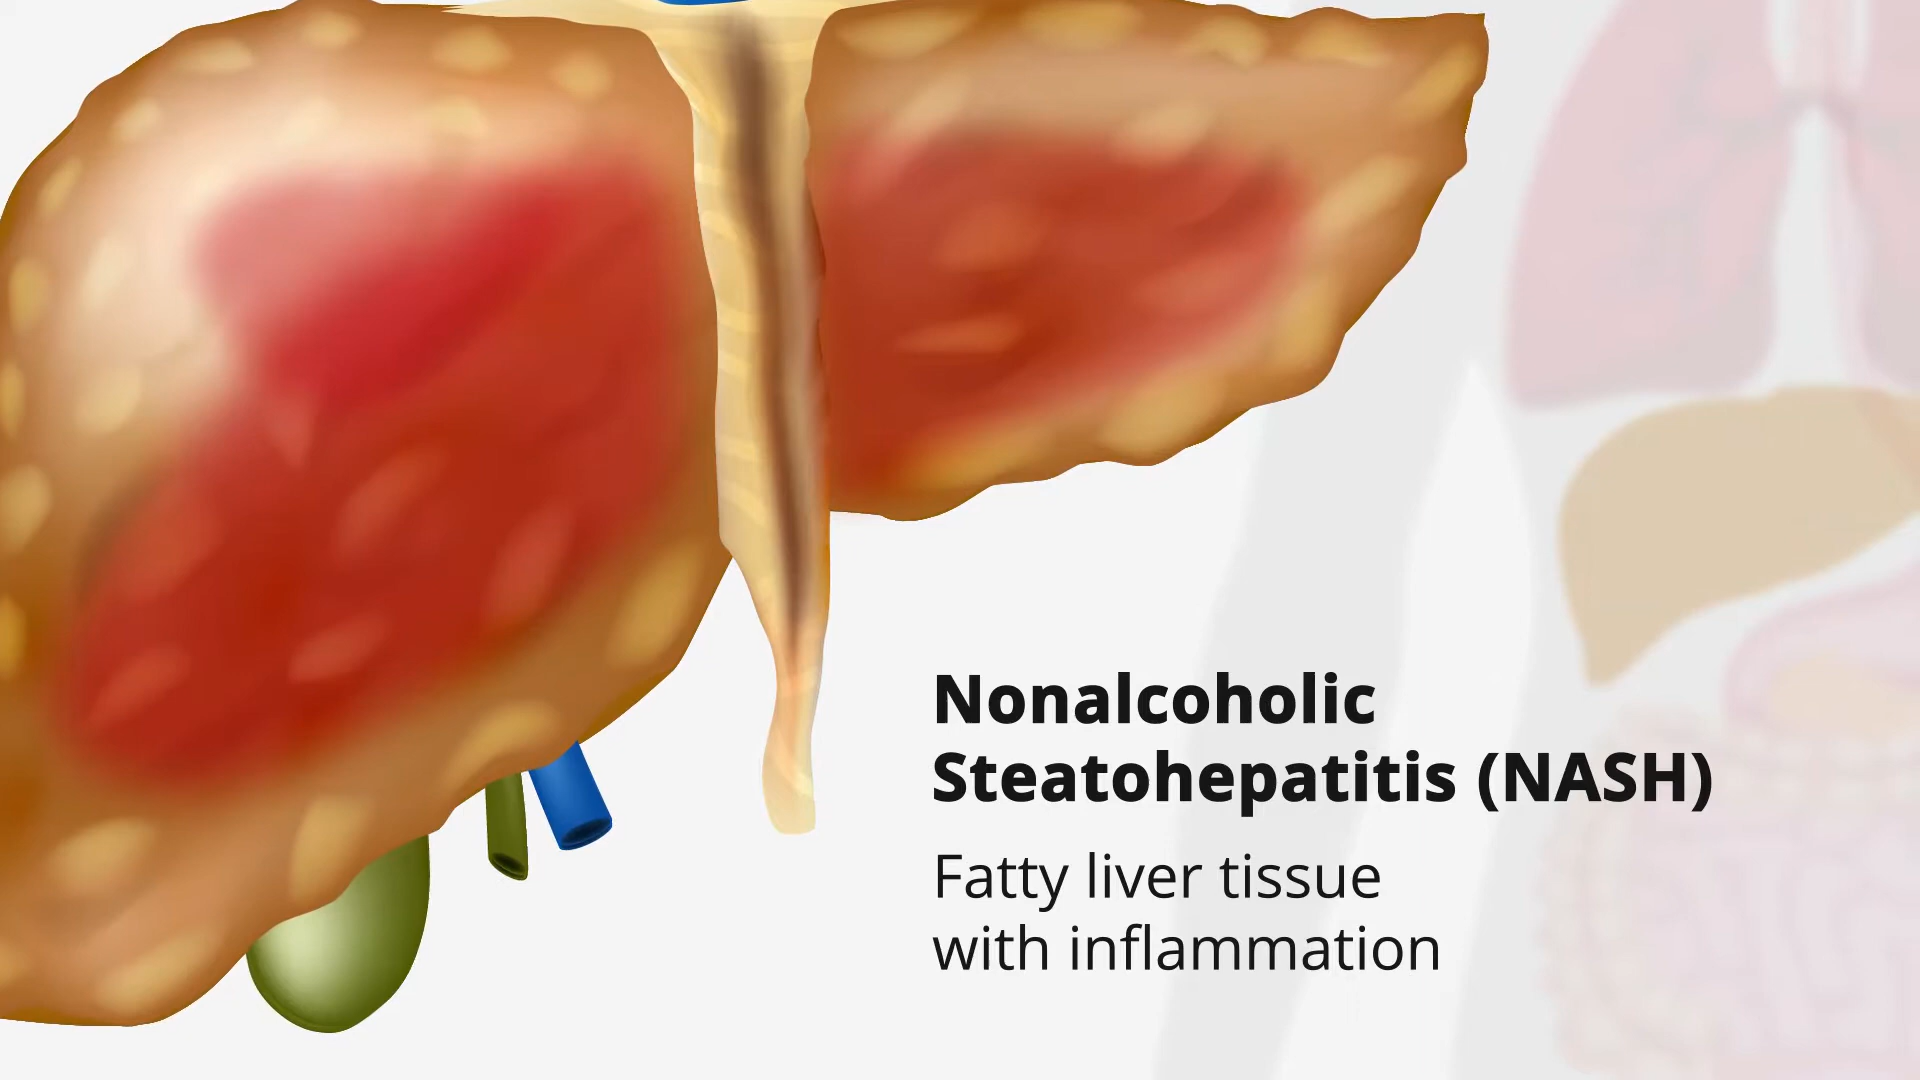 Nonalcoholic
Steatohepatitis (NASH)
Fatty liver tissue
with inflammation